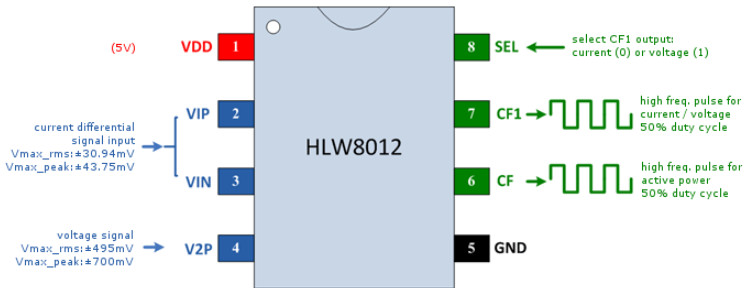 (5V) VDD 1
8 SEL
select CF1 output:
current (0) or voltage (1)
current differential
signal input
Vmax_rms:±30.94mV
Vmax_peak:±43.75mV
VIP 2
VIN 3
HLW8012
7 CF1
high freq. pulse for
current / voltage
50% duty cycle
6 CF
high freq. pulse for
active power
50% duty cycle
voltage signal
Vmax_rms:±495mV
Vmax_peak:±700mV
V2P 4
5 GND